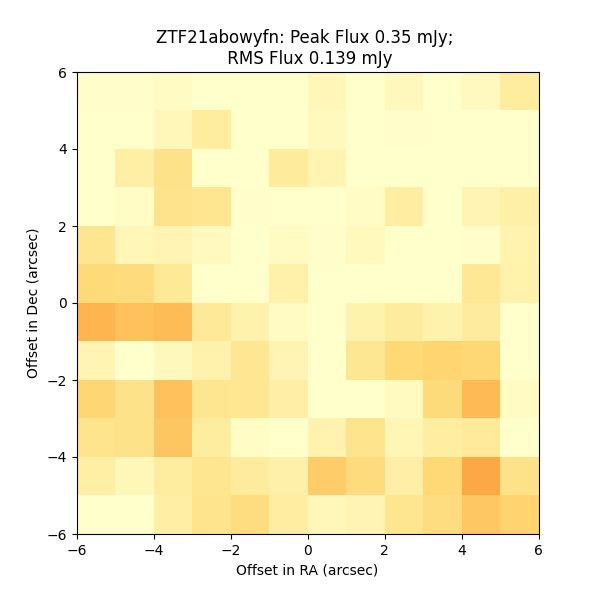 ZTF21abowyfn: Peak Flux 0.35 mJy;
RMS Flux 0.139 mJy
6
4
2
0
−2
−4
−6
Offset in Dec (arcsec)
−6 −4 −2 0 2 4 6
Offset in RA (arcsec)